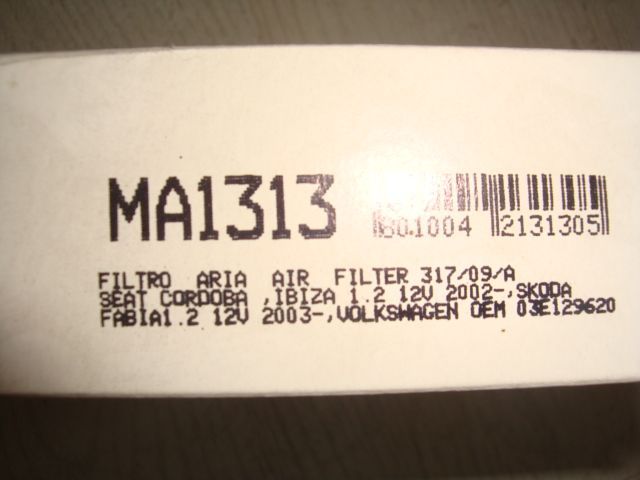 MA1313
801004 2131305
FILTRO ARIA AIR FILTER 317/09/A
SEAT CORDOBA ,IBIZA 1.2 12V 2002-,SKODA
FABIA1.2 12V 2003-,VOLKSWAGEN OEM 03E129620